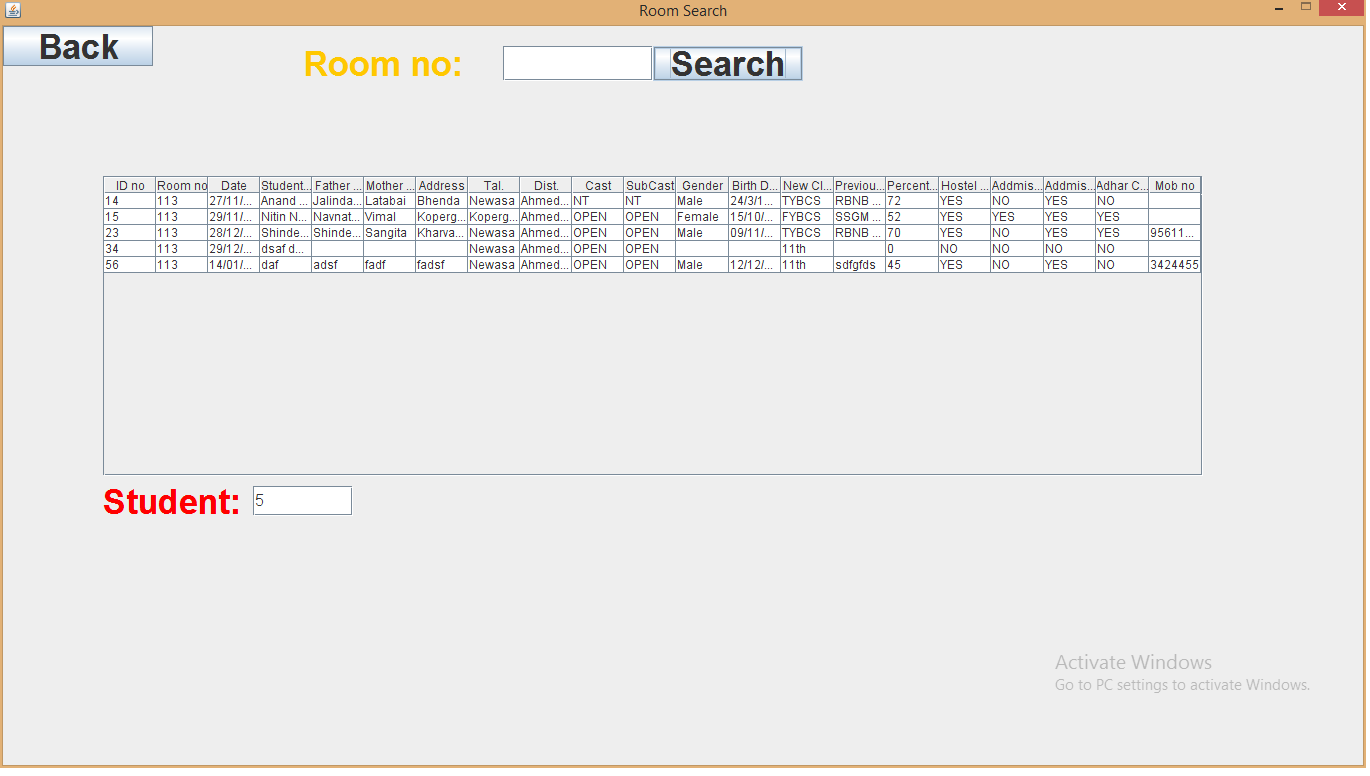 Room Search
Back
Room no:
Search
ID no Room no Date Student... Father ... Mother ... Address Tal. Dist. Cast SubCast Gender Birth D... New Cl... Previou... Percent... Hostel ... Addmis... Addmis... Adhar C... Mob no
14 113 27/11/... Anand ... Jalinda... Latabai Bhenda Newasa Ahmed... NT NT Male 24/3/1... TYBCS RBNB ... 72 YES NO YES NO
15 113 29/11/... Nitin N... Navnat... Vimal Koperg... Koperg... Ahmed... OPEN OPEN Female 15/10/... FYBCS SSGM ... 52 YES YES YES YES
23 113 28/12/... Shinde... Shinde... Sangita Kharva... Newasa Ahmed... OPEN OPEN Male 09/11/... TYBCS RBNB ... 70 YES NO YES YES 95611...
34 113 29/12/... dsaf d... Newasa Ahmed... OPEN OPEN 11th 0 NO NO NO NO
56 113 14/01/... daf adsf fadf fadsf Newasa Ahmed... OPEN OPEN Male 12/12/... 11th sdfgfds 45 YES NO YES NO 3424455
Student: 5
Activate Windows
Go to PC settings to activate Windows.